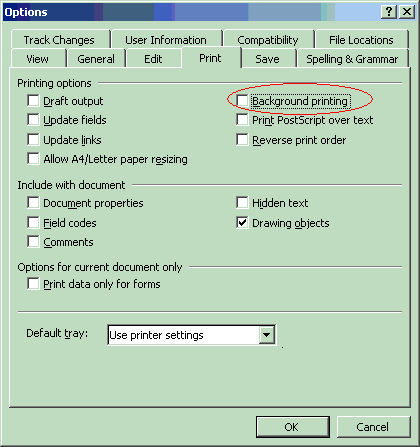 Options
Track Changes User Information Compatibility File Locations
View General Edit Print Save Spelling & Grammar
Printing options
Draft output Background printing
Update fields Print PostScript over text
Update links Reverse print order
Allow A4/Letter paper resizing
Include with document
Document properties Hidden text
Field codes Drawing objects
Comments
Options for current document only
Print data only for forms
Default tray: Use printer settings
OK Cancel